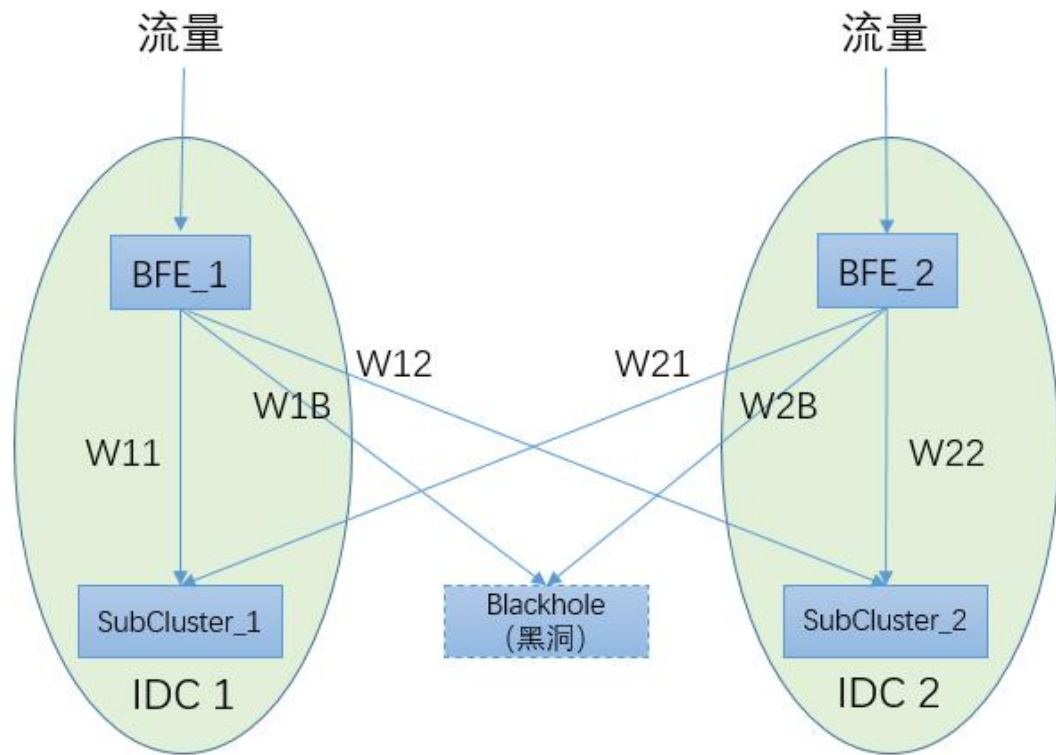 流量
流量
BFE_1
BFE_2
W12
W21
W1B
W2B
W11
W22
SubCluster_1
Blackhole
(黑洞)
SubCluster_2
IDC 1
IDC 2